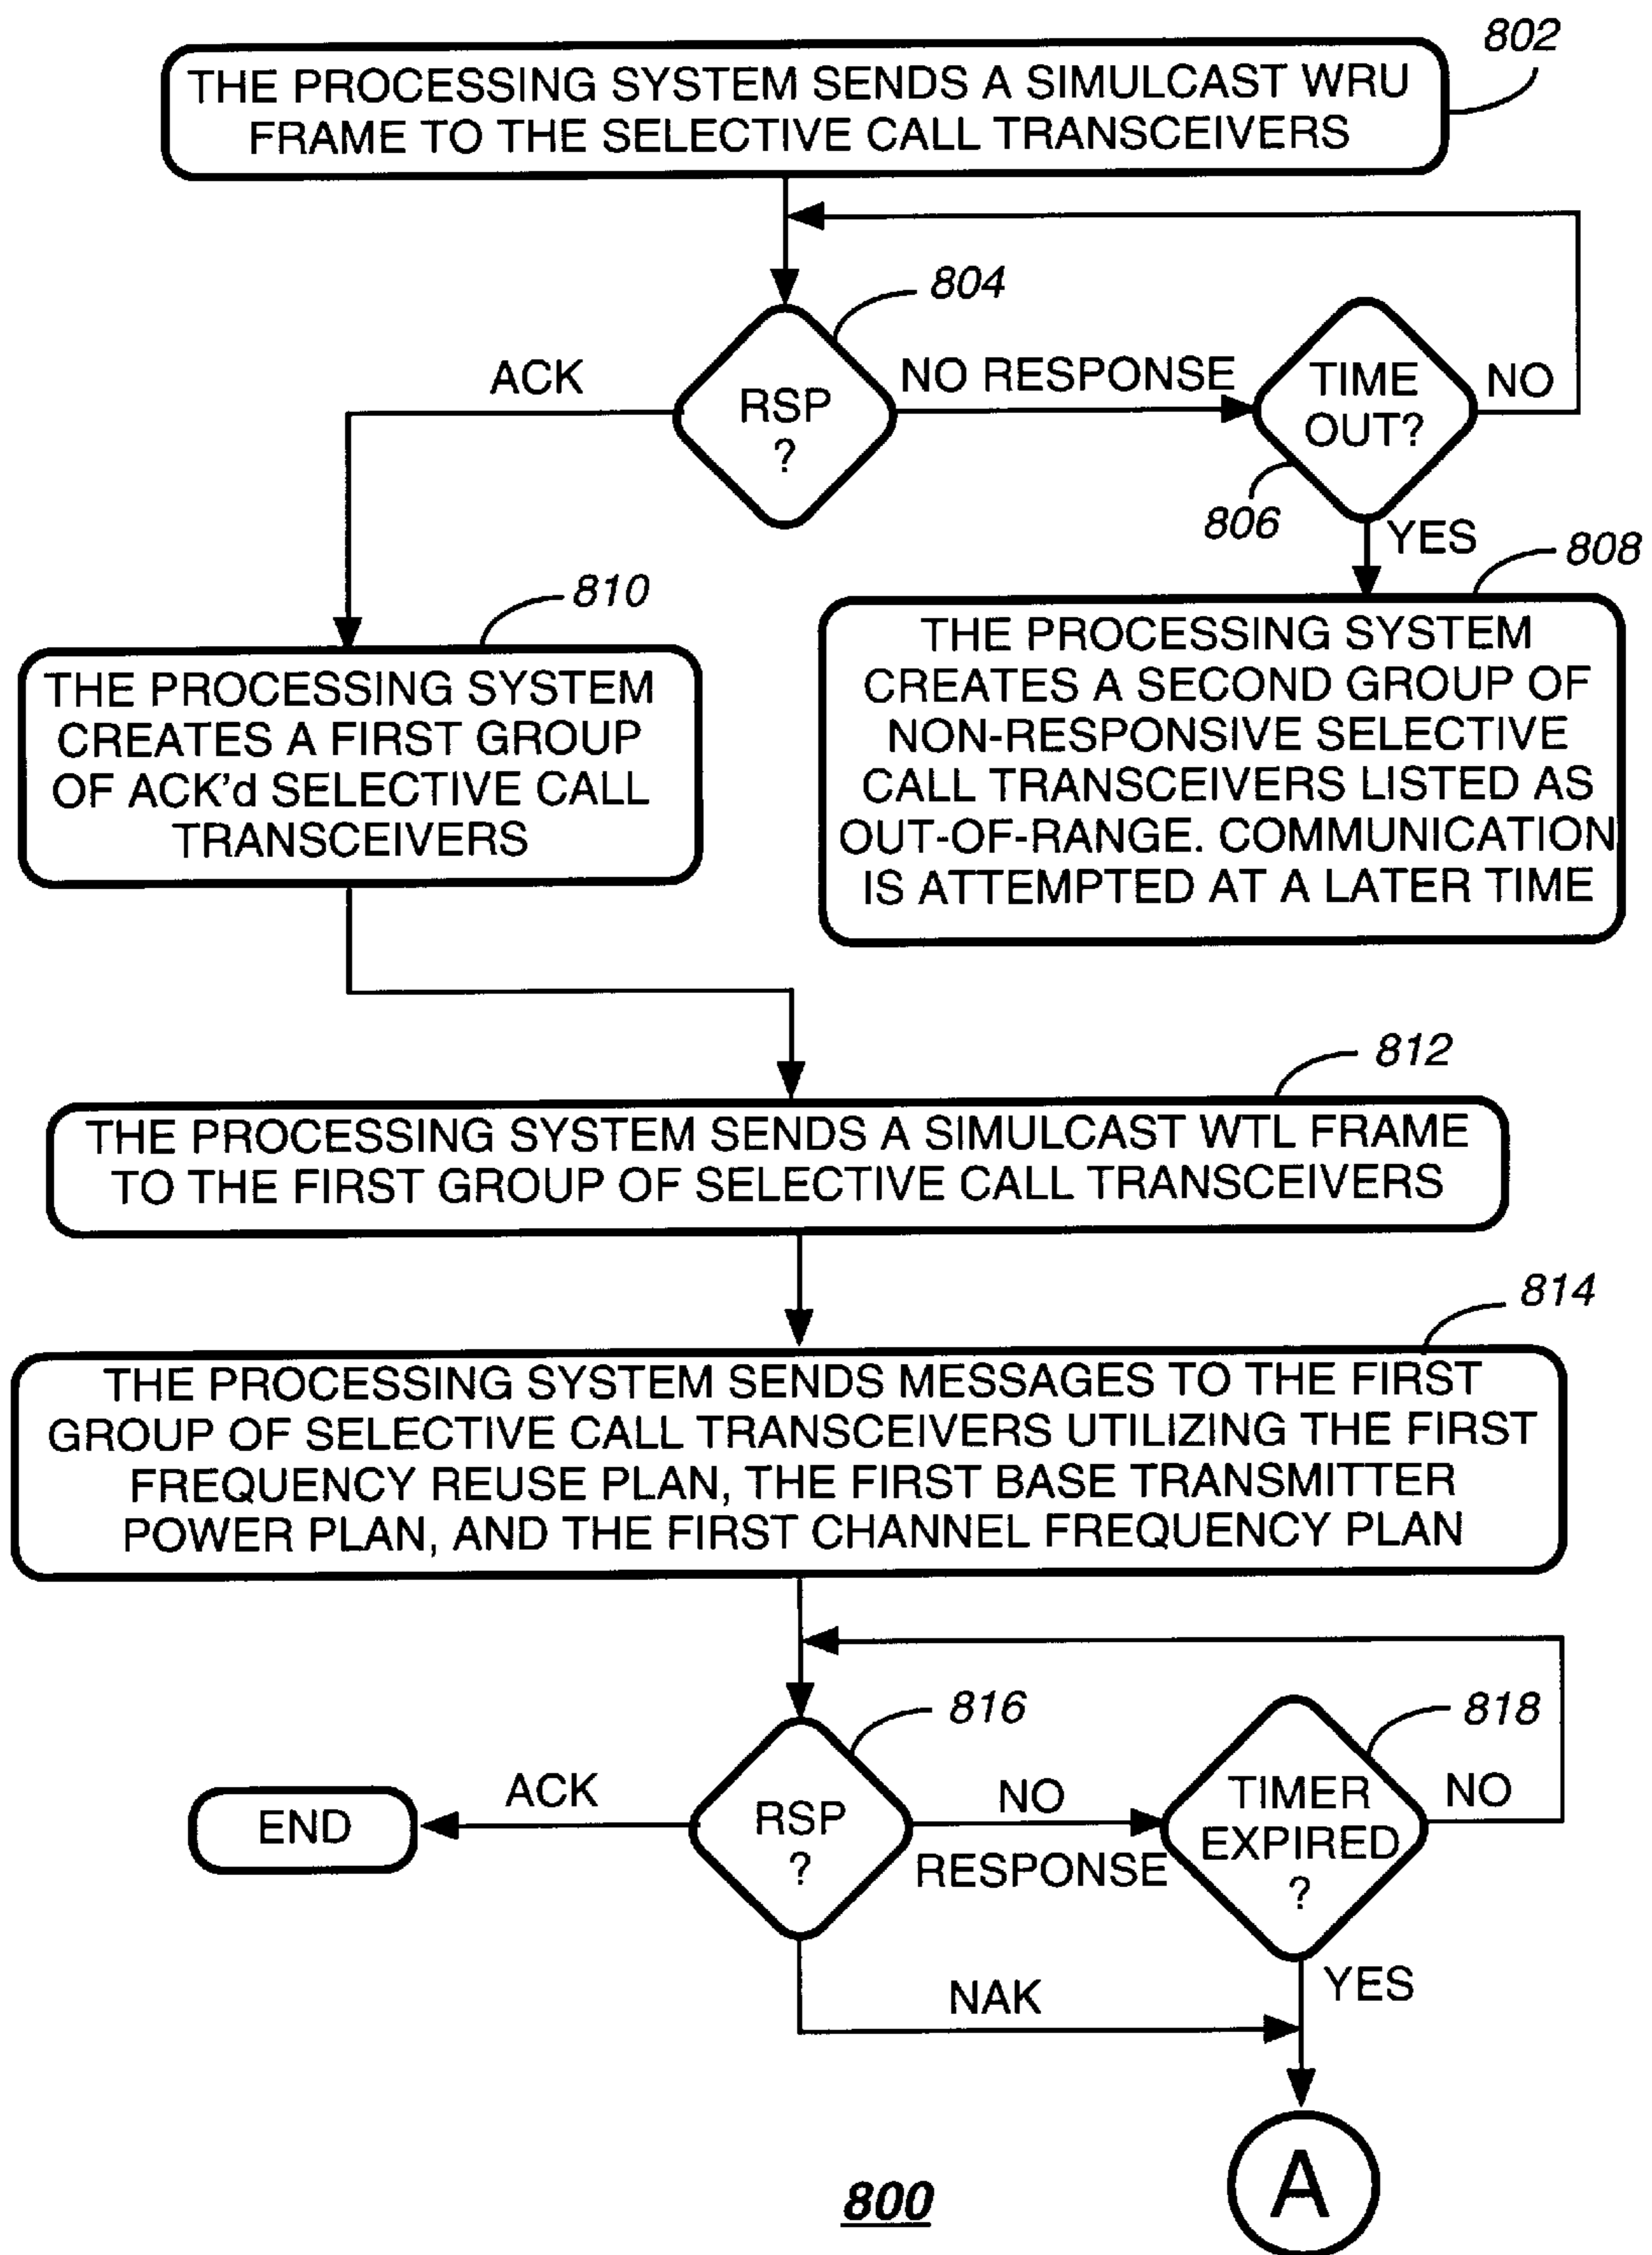 802
THE PROCESSING SYSTEM SENDS A SIMULCAST WRU
FRAME TO THE SELECTIVE CALL TRANSCEIVERS
804
ACK
RSP
?
NO RESPONSE
TIME
OUT?
NO
806
YES
808
810
THE PROCESSING SYSTEM
CREATES A FIRST GROUP
OF ACK'd SELECTIVE CALL
TRANSCEIVERS
THE PROCESSING SYSTEM
CREATES A SECOND GROUP OF
NON-RESPONSIVE SELECTIVE
CALL TRANSCEIVERS LISTED AS
OUT-OF-RANGE. COMMUNICATION
IS ATTEMPTED AT A LATER TIME
812
THE PROCESSING SYSTEM SENDS A SIMULCAST WTL FRAME
TO THE FIRST GROUP OF SELECTIVE CALL TRANSCEIVERS
814
THE PROCESSING SYSTEM SENDS MESSAGES TO THE FIRST
GROUP OF SELECTIVE CALL TRANSCEIVERS UTILIZING THE FIRST
FREQUENCY REUSE PLAN, THE FIRST BASE TRANSMITTER
POWER PLAN, AND THE FIRST CHANNEL FREQUENCY PLAN
816
818
END
ACK
RSP
?
NO
RESPONSE
TIMER
EXPIRED
?
NO
NAK
YES
A
800